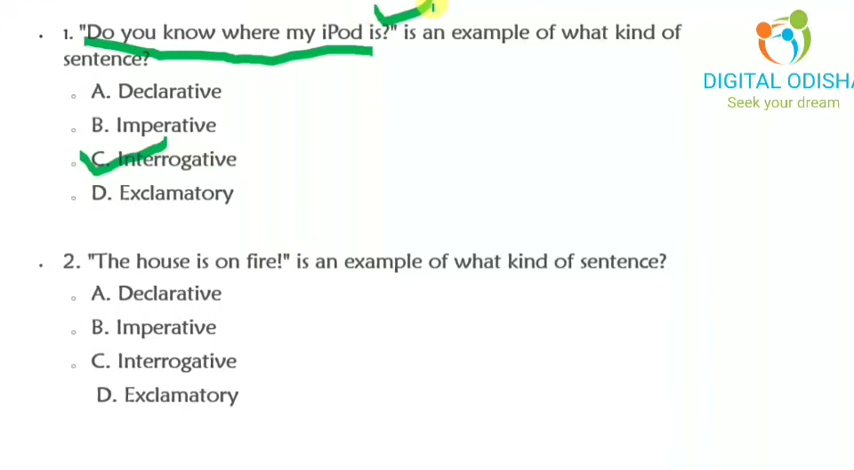 1. "Do you know where my iPod is?" is an example of what kind of
sentence?
A. Declarative
B. Imperative
C. Interrogative
D. Exclamatory
2. "The house is on fire!" is an example of what kind of sentence?
A. Declarative
B. Imperative
C. Interrogative
D. Exclamatory
DIGITAL ODISHA
Seek your dream